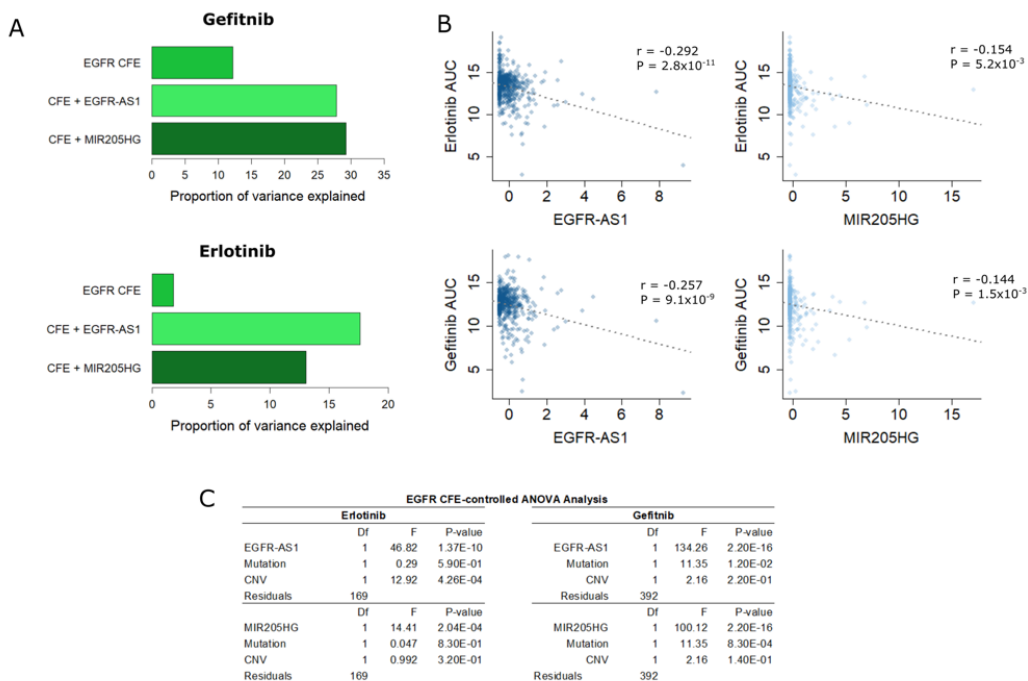 A
Gefitnib
EGFR CFE
CFE + EGFR-AS1
CFE + MIR205HG
0 5 10 15 20 25 30 35
Proportion of variance explained
Erlotinib
EGFR CFE
CFE + EGFR-AS1
CFE + MIR205HG
0 5 10 15 20
Proportion of variance explained
B
r = -0.292
P = 2.8x10-11
Erlotinib AUC
5 10 15
0 2 4 6 8
EGFR-AS1
r = -0.154
P = 5.2x10-3
Erlotinib AUC
5 10 15
0 5 10 15
MIR205HG
r = -0.257
P = 9.1x10-9
Gefitinib AUC
5 10 15
0 2 4 6 8
EGFR-AS1
r = -0.144
P = 1.5x10-3
Gefitinib AUC
5 10 15
0 5 10 15
MIR205HG
C
EGFR CFE-controlled ANOVA Analysis
Erlotinib
Df F P-value
EGFR-AS1 1 46.82 1.37E-10
Mutation 1 0.29 5.90E-01
CNV 1 12.92 4.26E-04
Residuals 169
MIR205HG 1 14.41 2.04E-04
Mutation 1 0.047 8.30E-01
CNV 1 0.992 3.20E-01
Residuals 169
Gefitnib
Df F P-value
EGFR-AS1 1 134.26 2.20E-16
Mutation 1 11.35 1.20E-02
CNV 1 2.16 2.20E-01
Residuals 392
Df F P-value
MIR205HG 1 100.12 2.20E-16
Mutation 1 11.35 8.30E-04
CNV 1 2.16 1.40E-01
Residuals 392